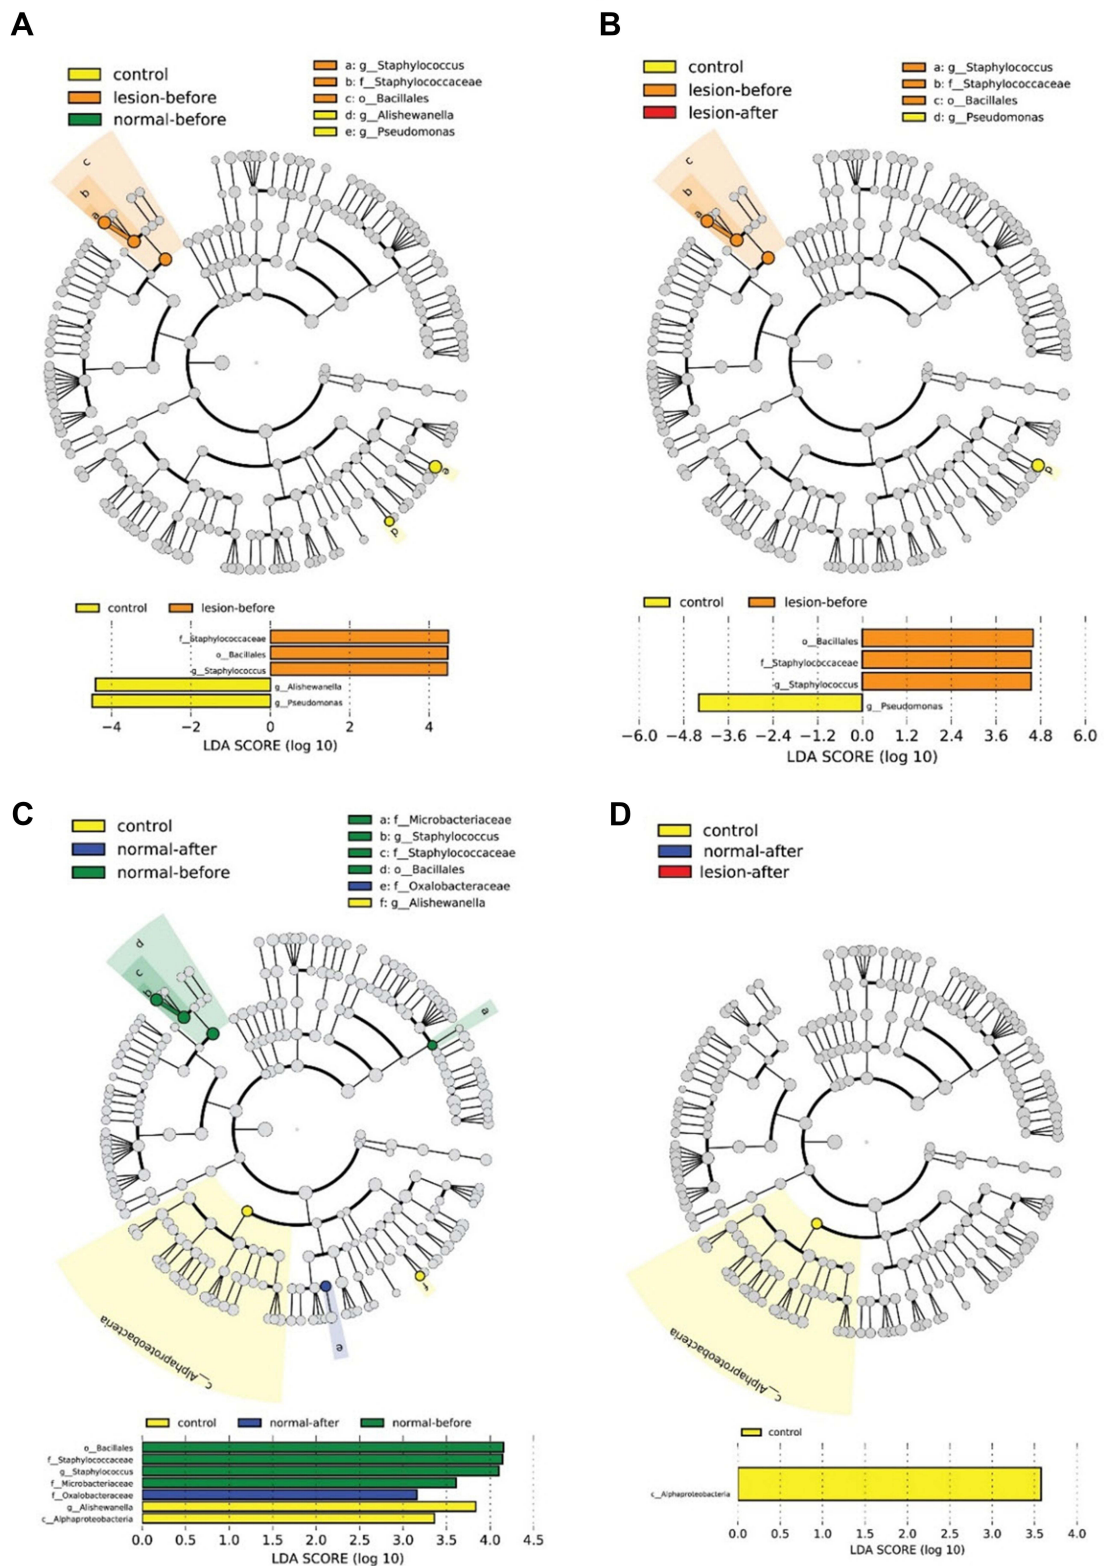 A
control
lesion-before
normal-before
a: g__Staphylococcus
b: f__Staphylococcaceae
c: o__Bacillales
d: g__Alishewanella
e: g__Pseudomonas
c
b
a
e
d
control
lesion-before
f__Staphylococcaceae
o__Bacillales
g__Staphylococcus
g__Alishewanella
g__Pseudomonas
−4 −2 0 2 4
LDA SCORE (log 10)
B
control
lesion-before
lesion-after
a: g__Staphylococcus
b: f__Staphylococcaceae
c: o__Bacillales
d: g__Pseudomonas
c
b
a
d
control
lesion-before
o__Bacillales
f__Staphylococcaceae
g__Staphylococcus
g__Pseudomonas
−6.0 −4.8 −3.6 −2.4 −1.2 0.0 1.2 2.4 3.6 4.8 6.0
LDA SCORE (log 10)
C
control
normal-after
normal-before
a: f__Microbacteriaceae
b: g__Staphylococcus
c: f__Staphylococcaceae
d: o__Bacillales
e: f__Oxalobacteraceae
f: g__Alishewanella
d
c
b
a
f
e
c__Alphaproteobacteria
control
normal-after
normal-before
o__Bacillales
f__Staphylococcaceae
g__Staphylococcus
f__Microbacteriaceae
f__Oxalobacteraceae
g__Alishewanella
c__Alphaproteobacteria
0.0 0.5 1.0 1.5 2.0 2.5 3.0 3.5 4.0 4.5
LDA SCORE (log 10)
D
control
normal-after
lesion-after
c__Alphaproteobacteria
control
c__Alphaproteobacteria
0.0 0.5 1.0 1.5 2.0 2.5 3.0 3.5 4.0
LDA SCORE (log 10)